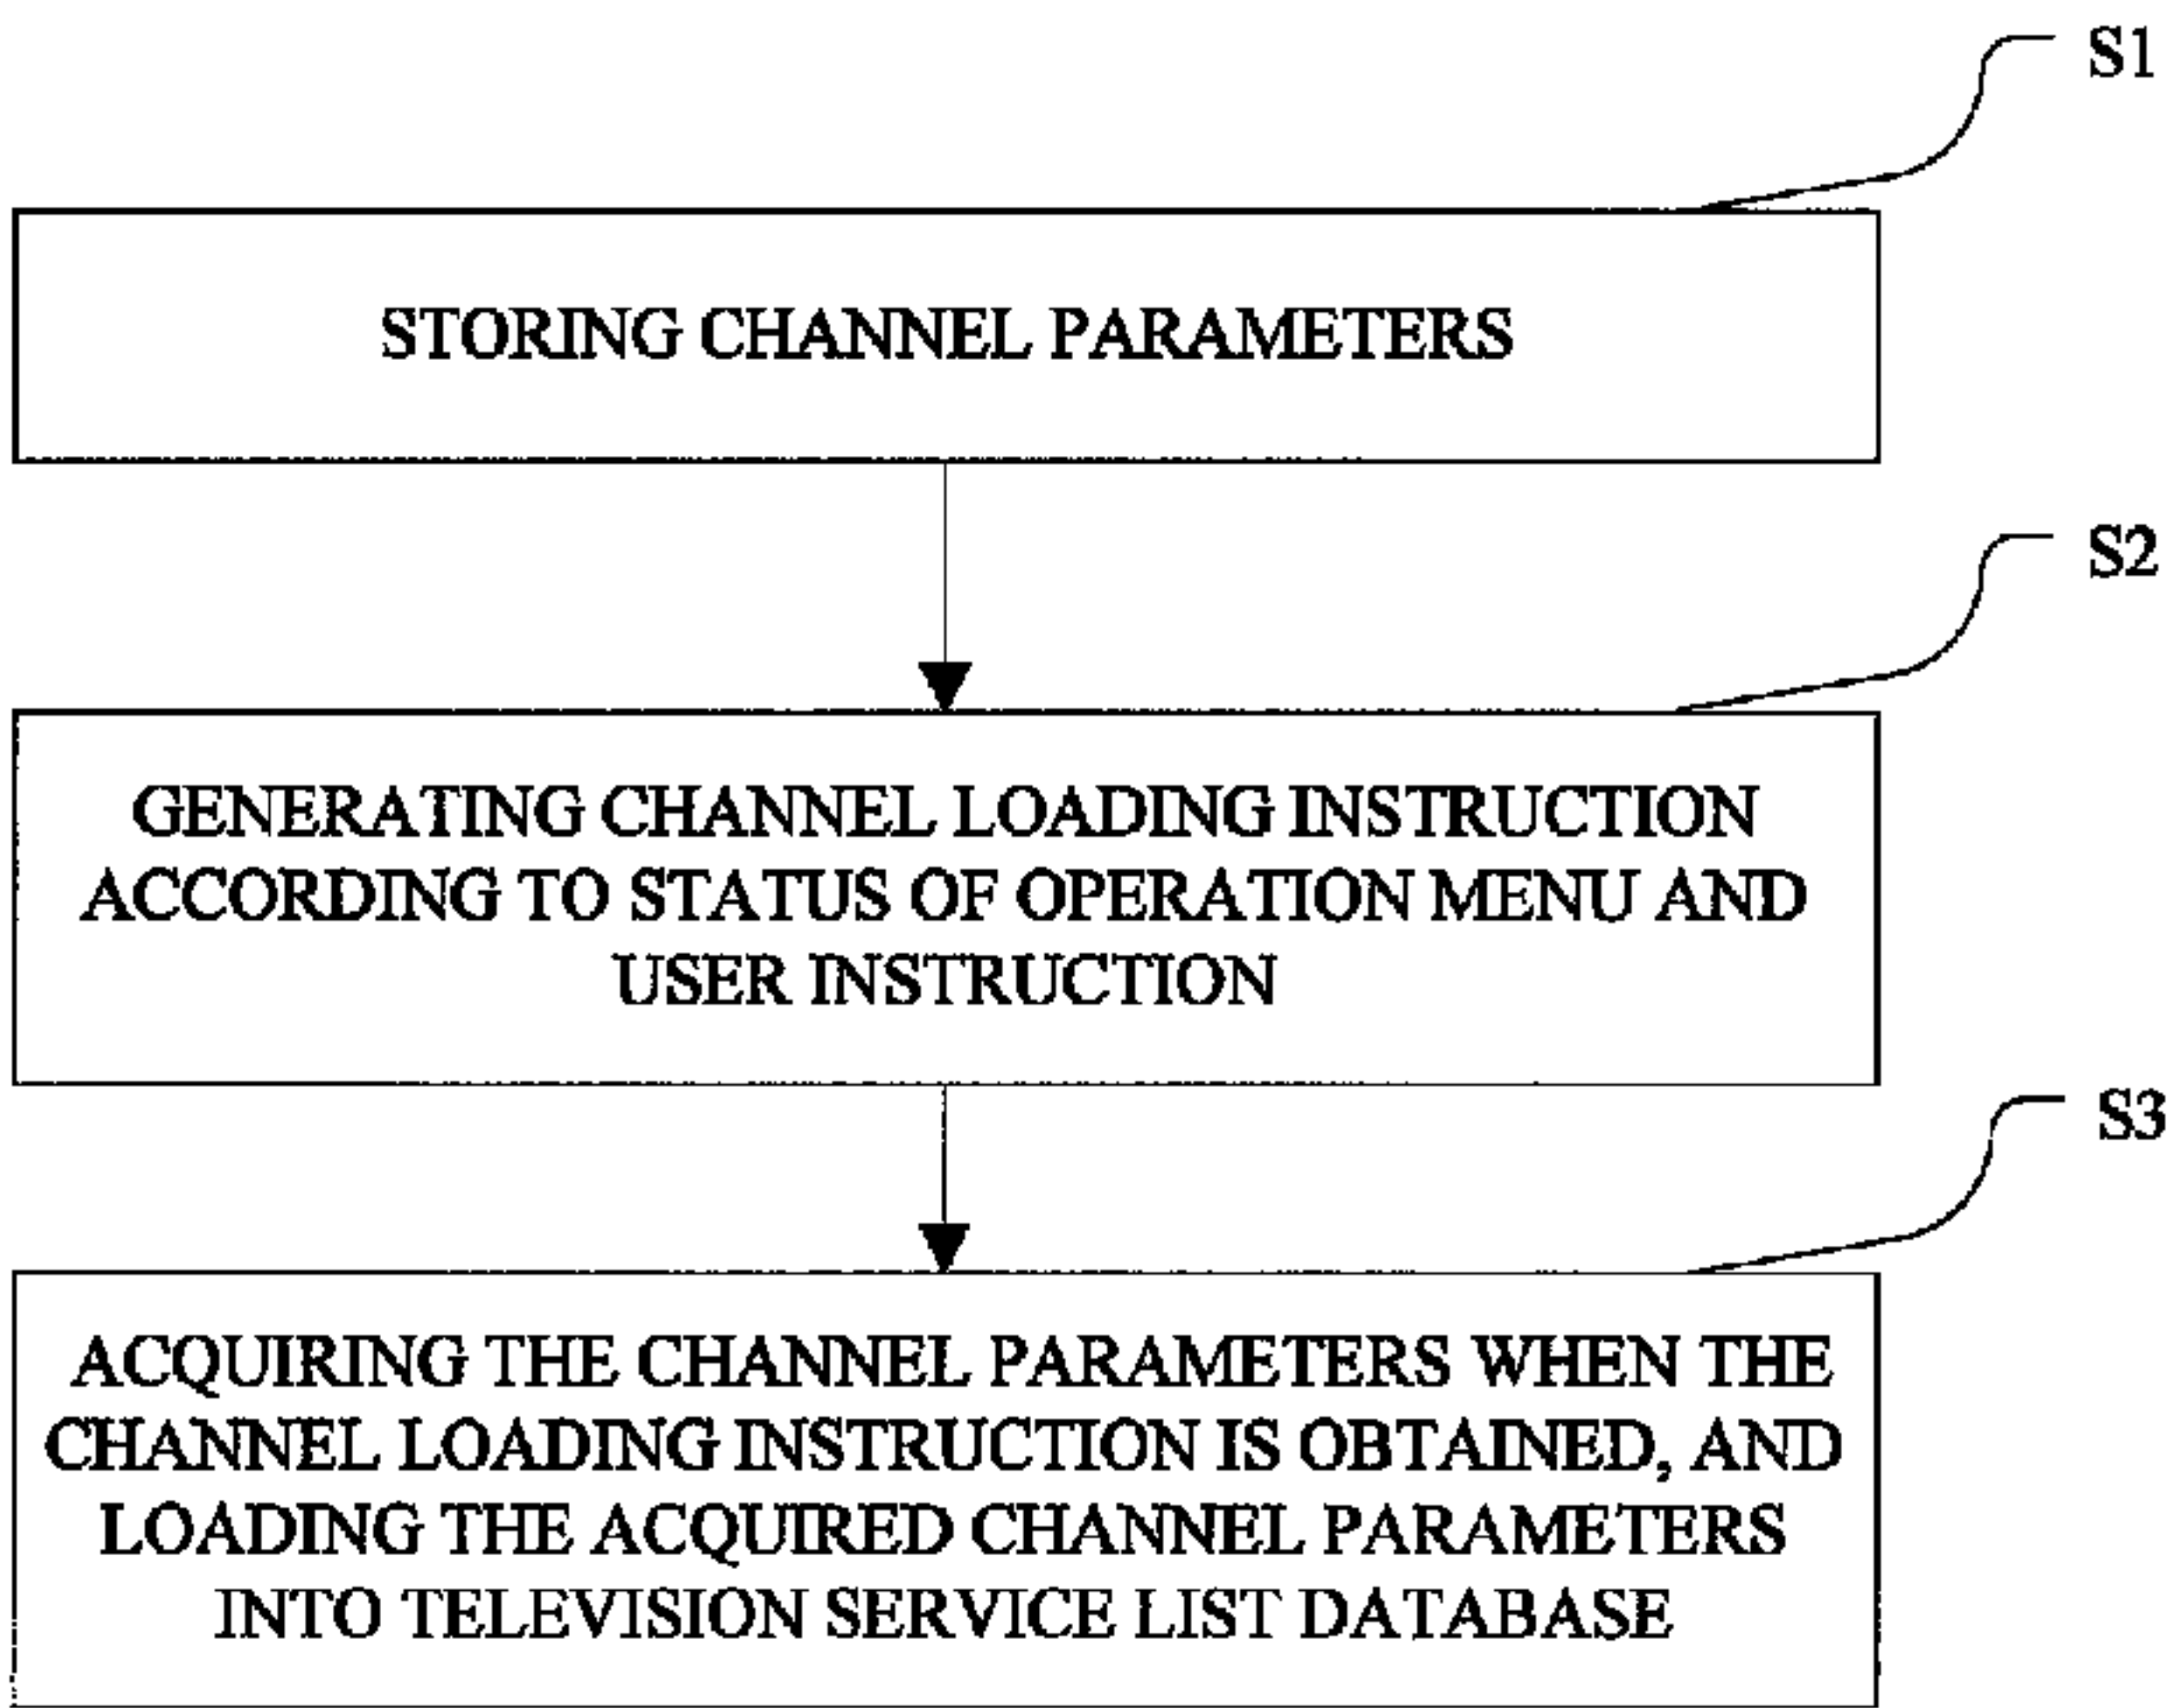 S1
STORING CHANNEL PARAMETERS
S2
GENERATING CHANNEL LOADING INSTRUCTION
ACCORDING TO STATUS OF OPERATION MENU AND
USER INSTRUCTION
S3
ACQUIRING THE CHANNEL PARAMETERS WHEN THE
CHANNEL LOADING INSTRUCTION IS OBTAINED, AND
LOADING THE ACQUIRED CHANNEL PARAMETERS
INTO TELEVISION SERVICE LIST DATABASE